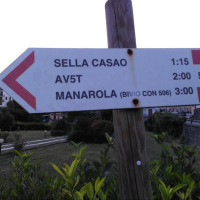 SELLA CASAO 1:15
AV5T 2:00
MANAROLA (BIVIO CON 506) 3:00